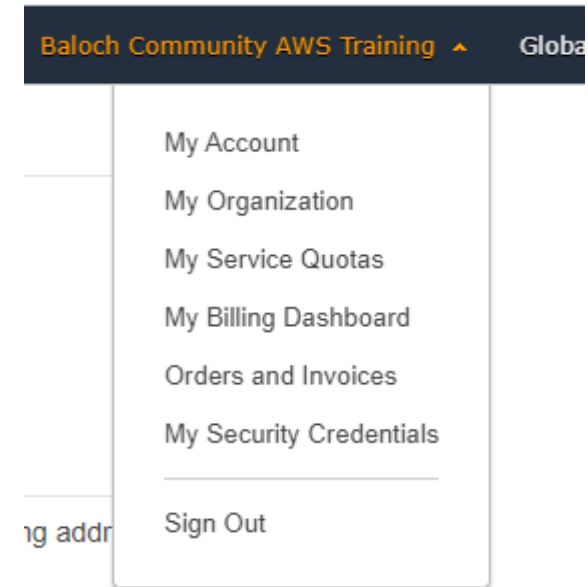 Baloch Community AWS Training
Globa
My Account
My Organization
My Service Quotas
My Billing Dashboard
Orders and Invoices
My Security Credentials
ng addr
Sign Out